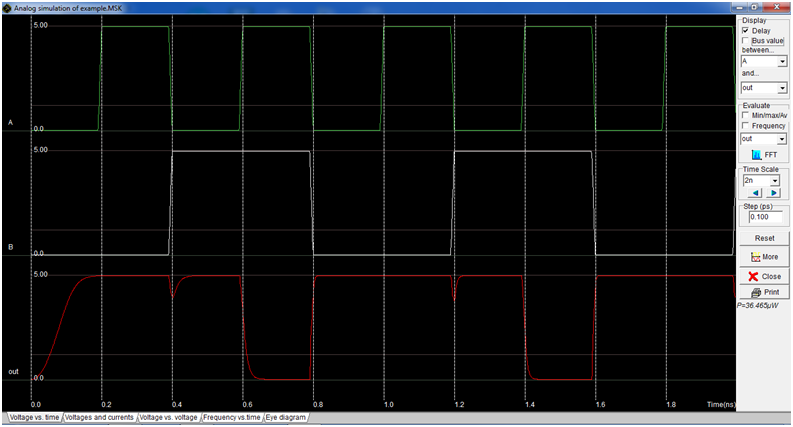 Analog simulation of example.MSK
5.00
A
0.0
5.00
B
0.0
5.00
out
0.0
0.0 0.2 0.4 0.6 0.8 1.0 1.2 1.4 1.6 1.8 Time(ns)
Voltage vs. time Voltages and currents Voltage vs. voltage Frequency vs.time Eye diagram
Display
Delay
Bus value
between...
A
and...
out
Evaluate
Min/max/Av
Frequency
out
FFT
Time Scale
2n
Step (ps)
0.100
Reset
More
Close
Print
P=36.465µW